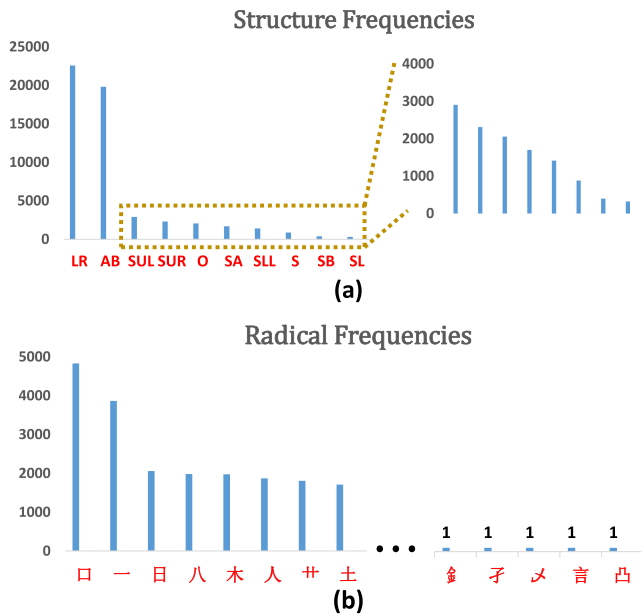 Structure Frequencies
25000
20000
15000
10000
5000
0
LR AB SUL SUR O SA SLL S SB SL
4000
3000
2000
1000
0
(a)
Radical Frequencies
5000
4000
3000
2000
1000
0
1 1 1 1 1
• • •
口 一 日 八 木 人 艹 土 釒 孑 乄 言 凸
(b)